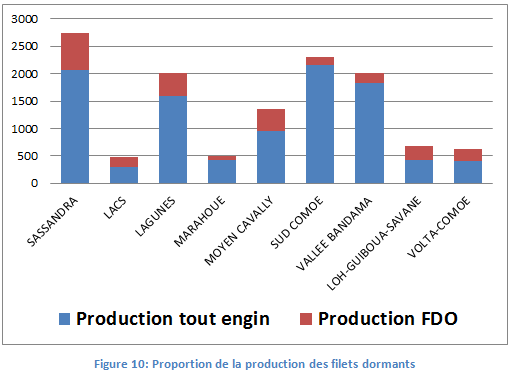 3000
2500
2000
1500
1000
500
0
SASSANDRA
LACS
LAGUNES
MARAHOUE
MOYEN CAVALLY
SUD COMOE
VALLEE BANDAMA
LOH-GUIBOUA-SAVANE
VOLTA-COMOE
Production tout engin Production FDO
Figure 10: Proportion de la production des filets dormants